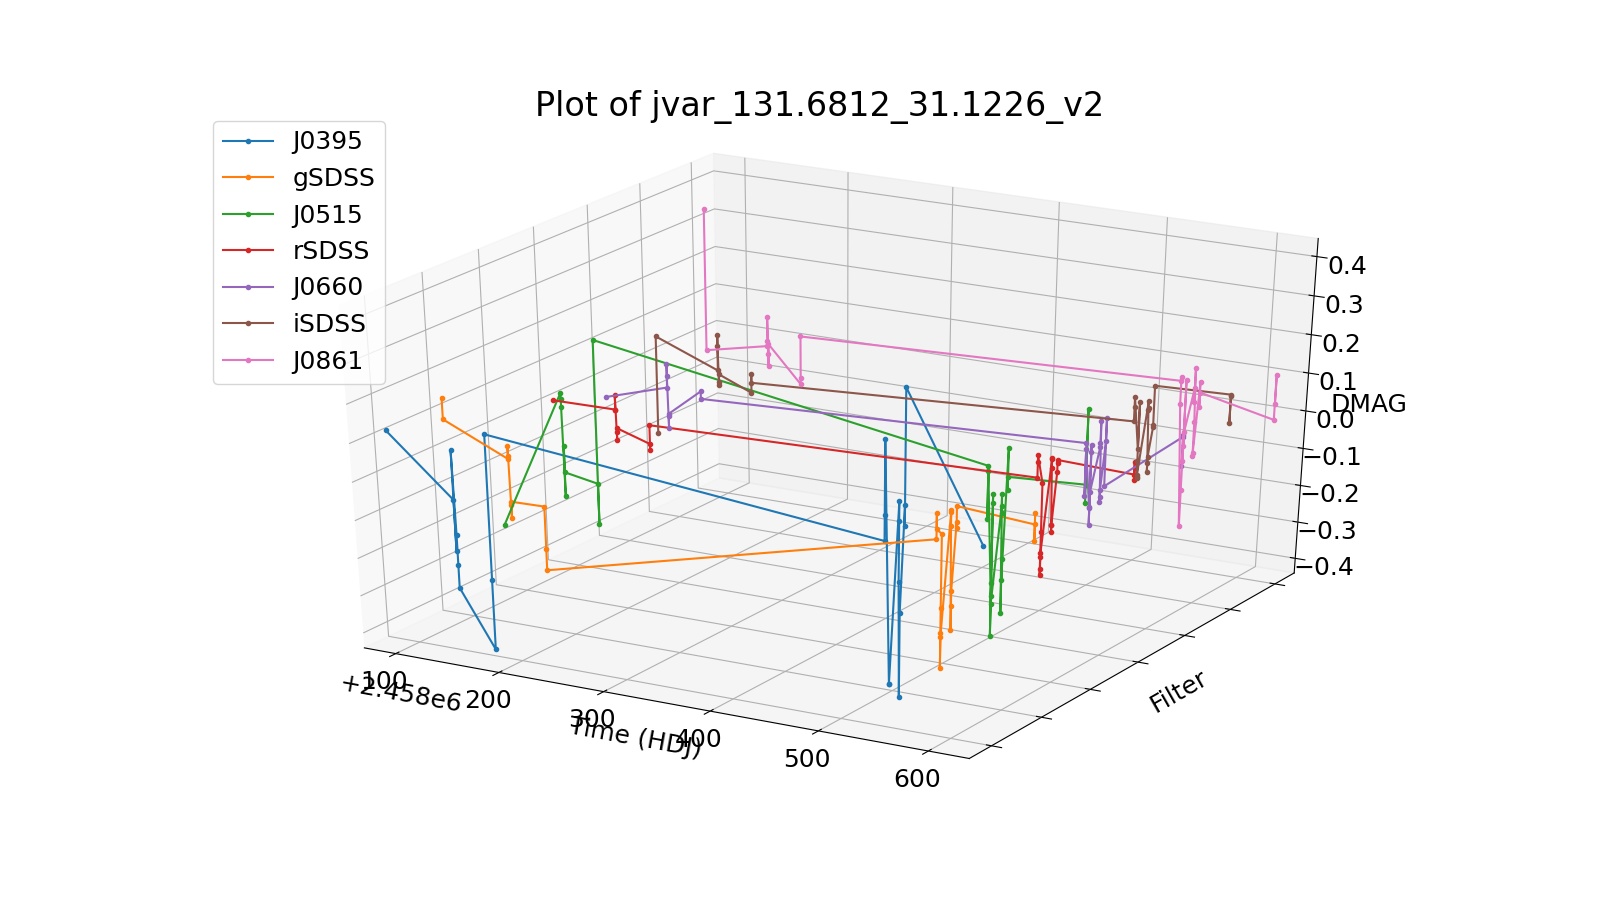 Plot of jvar_131.6812_31.1226_v2
J0395
gSDSS
J0515
rSDSS
J0660
iSDSS
J0861
0.4
0.3
0.2
0.1
0.0
−0.1
−0.2
−0.3
−0.4
DMAG
Filter
100
200
300
400
500
600
+2.458e6
Time (HDJ)